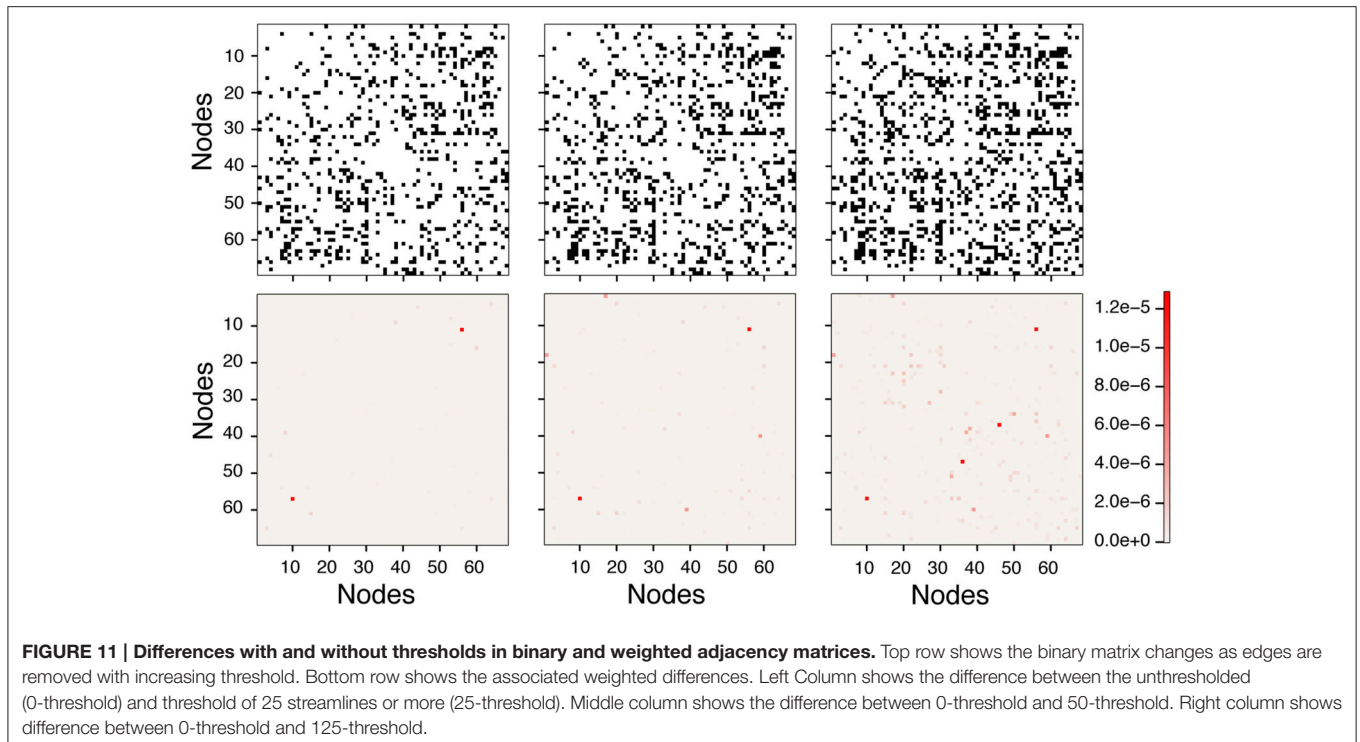 10
20
30
40
50
60
Nodes
10
20
30
40
50
60
Nodes
1.2e−5
1.0e−5
8.0e−6
6.0e−6
4.0e−6
2.0e−6
0.0e+0
10 20 30 40 50 60 10 20 30 40 50 60 10 20 30 40 50 60
Nodes Nodes Nodes
FIGURE 11 | Differences with and without thresholds in binary and weighted adjacency matrices. Top row shows the binary matrix changes as edges are
removed with increasing threshold. Bottom row shows the associated weighted differences. Left Column shows the difference between the unthresholded
(0-threshold) and threshold of 25 streamlines or more (25-threshold). Middle column shows the difference between 0-threshold and 50-threshold. Right column shows
difference between 0-threshold and 125-threshold.